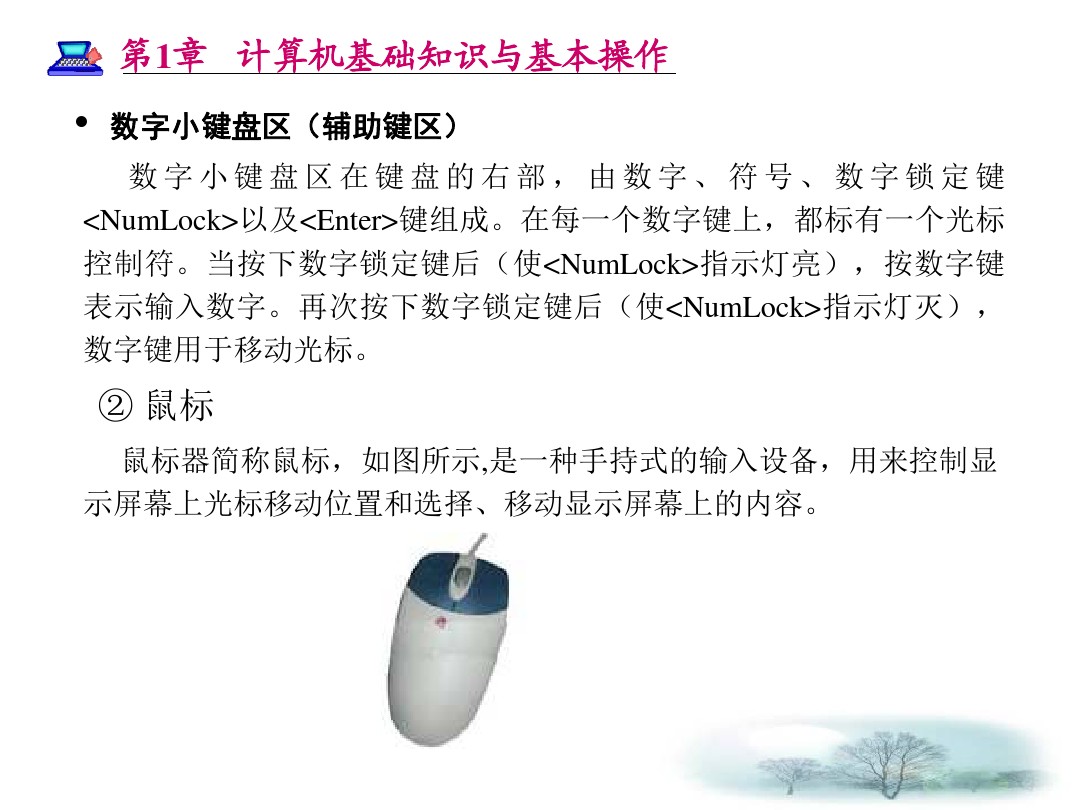 第1章 计算机基础知识与基本操作
• 数字小键盘区（辅助键区）
数字小键盘区在键盘的右部，由数字、符号、数字锁定键
<NumLock>以及<Enter>键组成。在每一个数字键上，都标有一个光标
控制符。当按下数字锁定键后（使<NumLock>指示灯亮），按数字键
表示输入数字。再次按下数字锁定键后（使<NumLock>指示灯灭），
数字键用于移动光标。
② 鼠标
鼠标器简称鼠标，如图所示,是一种手持式的输入设备，用来控制显
示屏幕上光标移动位置和选择、移动显示屏幕上的内容。